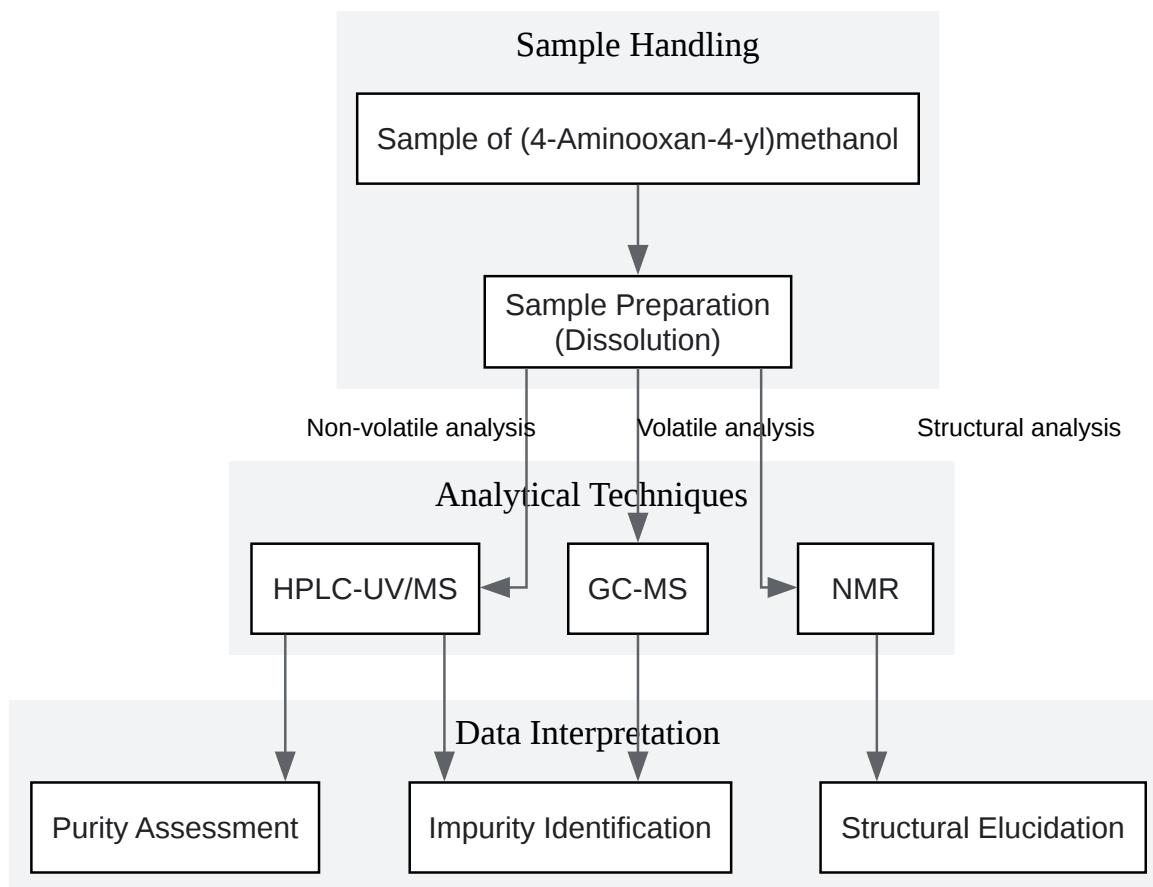 Sample Handling
Sample of (4-Aminooxan-4-yl)methanol
Sample Preparation
(Dissolution)
Non-volatile analysis
Volatile analysis
Structural analysis
Analytical Techniques
HPLC-UV/MS
GC-MS
NMR
Data Interpretation
Purity Assessment
Impurity Identification
Structural Elucidation